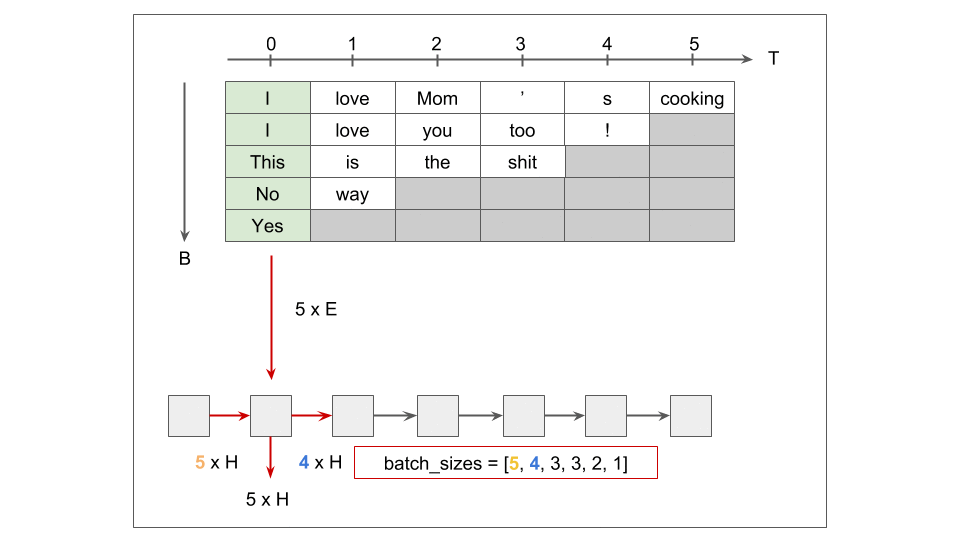 0 1 2 3 4 5
T
I love Mom ’ s cooking
I love you too !
This is the shit
No way
Yes
B
5 x E
5 x H 4 x H batch_sizes = [5, 4, 3, 3, 2, 1]
5 x H